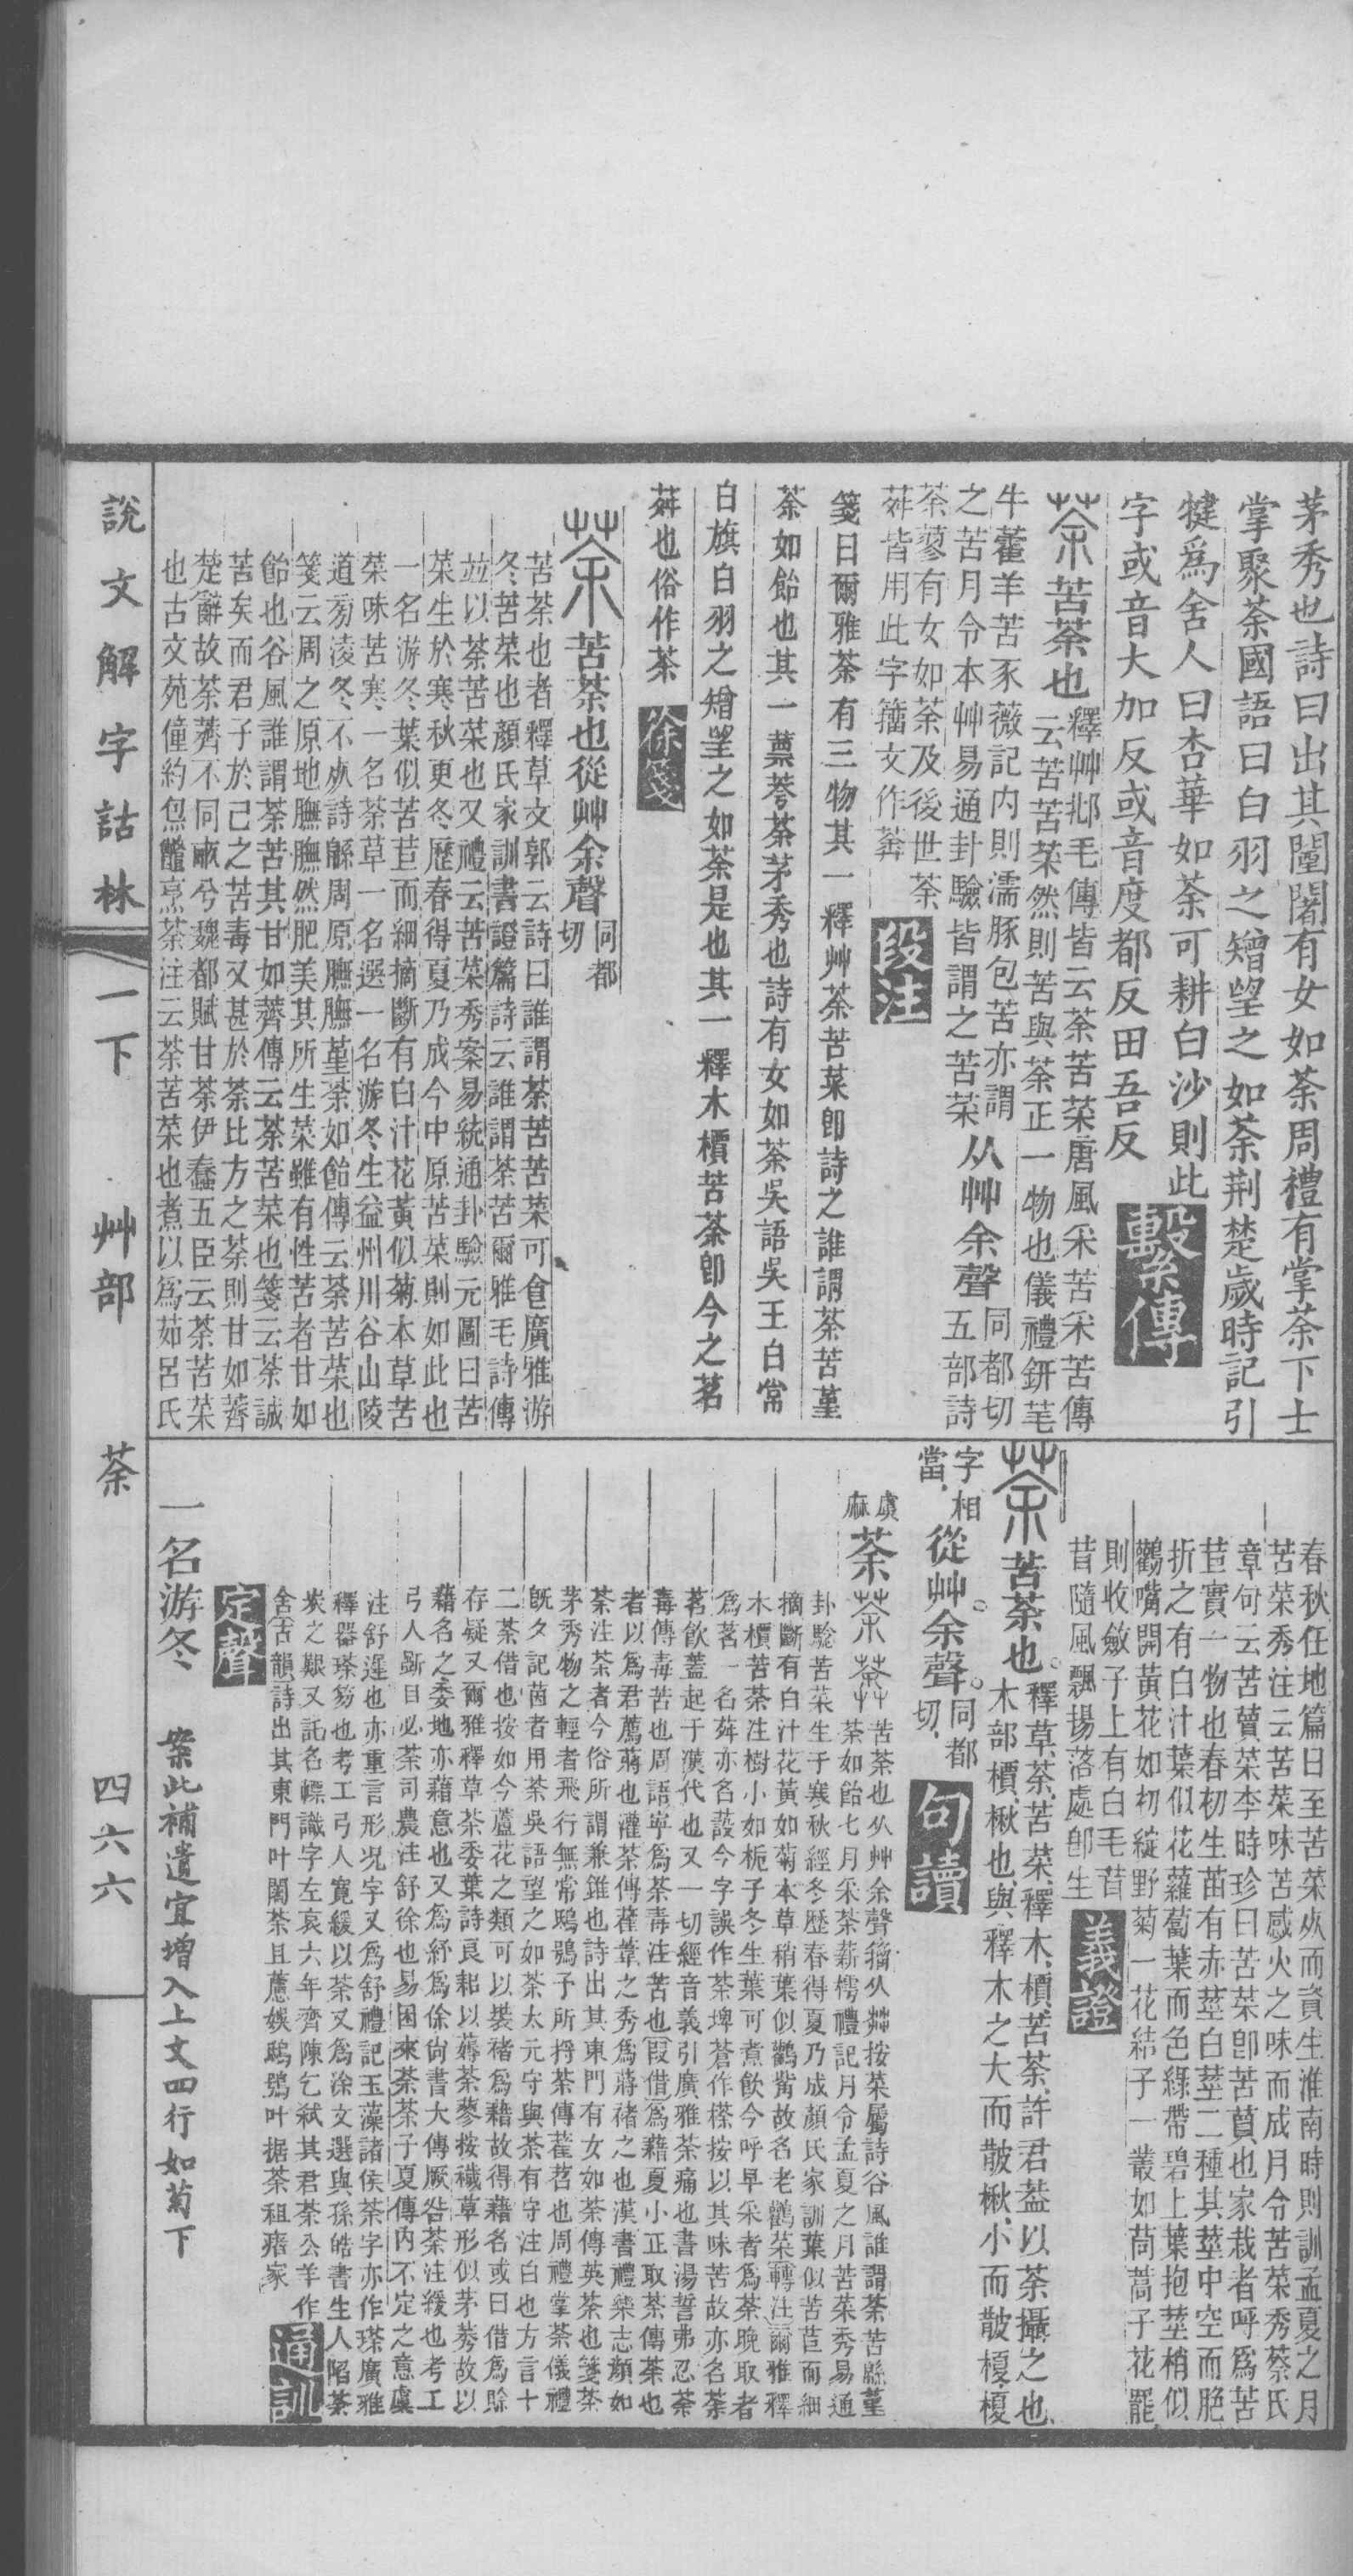 茅秀也詩曰出其闉闍有女如荼周禮有掌荼下士
掌聚荼國語曰白羽之矰望之如荼荆楚歲時記引
犍爲舍人曰杏華如荼可耕白沙則此
字或音大加反或音度都反田吾反
繫傳
荼苦荼也
釋艸邶毛傳皆云荼苦菜唐風采苦采苦傳
云苦苦菜然則苦與荼正一物也儀禮鈃芼
牛藿羊苦豕薇記内則濡豚包苦亦謂
之苦月令本艸易通卦驗皆謂之苦菜
从艸余聲
同都切
五部詩
荼蓼有女如荼及後世荼
荈皆用此字籒文作𦾓
段注
箋曰爾雅荼有三物其一釋艸荼苦菜卽詩之誰謂荼苦堇
荼如飴也其一蔈荂荼茅秀也詩有女如荼吳語吳王白常
白旗白羽之矰望之如荼是也其一釋木檟苦荼卽今之茗
荈也俗作茶
徐箋
荼苦荼也從艸余聲
同都
切
苦荼也者釋草文郭云詩曰誰謂荼苦苦菜可食廣雅游
冬苦菜也顏氏家訓書證篇詩云誰謂荼苦爾雅毛詩傳
竝以荼苦菜也又禮云苦菜秀案易統通卦驗元圖曰苦
菜生於寒秋更冬歷春得夏乃成今中原苦菜則如此也
一名游冬葉似苦苣而細摘斷有白汁花黃似菊本草苦
菜味苦寒一名荼草一名選一名游冬生益州川谷山陵
道旁淩冬不㱙詩緜周原膴膴堇荼如飴傳云荼苦菜也
箋云周之原地膴膴然肥美其所生菜雖有性苦者甘如
飴也谷風誰謂荼苦其甘如薺傳云荼苦菜也箋云荼誠
苦矣而君子於己之苦毒又甚於荼比方之荼則甘如薺
楚辭故荼薺不同畝兮魏都賦甘荼伊蠢五臣云荼苦菜
也古文苑僮約炰鼈烹荼注云荼苦菜也煮以爲茹呂氏
春秋任地篇日至苦菜㱙而資生淮南時則訓孟夏之月
苦菜秀注云苦菜味苦感火之味而成月令苦菜秀蔡氏
章句云苦蕒菜李時珍曰苦菜卽苦蕒也家栽者呼爲苦
苣實一物也春初生苗有赤莖白莖二種其莖中空而脃
折之有白汁葉似花蘿蔔葉而色綠帶碧上葉抱莖梢似
鸛嘴開黃花如初綻野菊一花結子一叢如茼蒿子花罷
則收斂子上有白毛茸
茸隨風飄揚落處卽生
義證
荼苦荼也
釋草荼苦菜釋木檟苦荼許君葢以荼攝之也
木部檟楸也與釋木之大而皵楸小而皵榎榎
字相
當
從艸余聲
同都
切
句讀
虞
麻
荼
苦荼也从艸余聲籒从茻按菜屬詩谷風誰謂荼苦緜堇
荼如飴七月采荼薪樗禮記月令孟夏之月苦菜秀易通
卦驗苦菜生于寒秋經冬歷春得夏乃成顏氏家訓葉似苦苣而細
摘斷有白汁花黃如菊本草稍葉似鸛觜故名老鸛菜轉注爾雅釋
木檟苦荼注樹小如梔子冬生葉可煮飲今呼早采者爲荼晚取者
爲茗一名荈亦名蔎今字誤作茶埤蒼作㯆按以其味苦故亦名荼
茗飲蓋起于漢代也又一切經音義引廣雅荼痛也書湯誓弗忍荼
毒傳毒苦也周語寧爲荼毒注苦也假借爲藉夏小正取荼傳荼也
者以爲君薦蔣也灌荼傳雚葦之秀爲蔣禇之也漢書禮樂志顏如
荼注荼者今俗所謂蒹錐也詩出其東門有女如荼傳英荼也箋荼
茅秀物之輕者飛行無常鴟鴞予所捋荼傳雚苕也周禮掌荼儀禮
既夕記茵者用荼吳語望之如荼太元守與荼有守注白也方言十
二荼借也按如今蘆花之類可以裝禇爲藉故得藉名或曰借爲賒
存疑又爾雅釋草荼委葉詩良耜以薅荼蓼按穢草形似茅莠故以
藉名之委地亦藉意也又爲紓爲徐尙書大傳厥咎荼注緩也考工
弓人斵目必荼司農注舒徐也易困來荼荼子夏傳内不定之意虞
注舒遲也亦重言形况字又爲舒禮記玉藻諸侯荼字亦作瑹廣雅
釋器瑹笏也考工弓人寬緩以荼又爲涂文選與孫皓書生人陷荼
炭之艱又託名幖識字左哀六年齊陳乞弒其君荼公羊作
舍古韻詩出其東門叶闍荼且藘娛鴟鴞叶据荼租瘏家
通訓
定聲
一名游冬
案此補遺宜增入上文四行如菊下
說文解字詁林
一下
艸部
荼
四六六